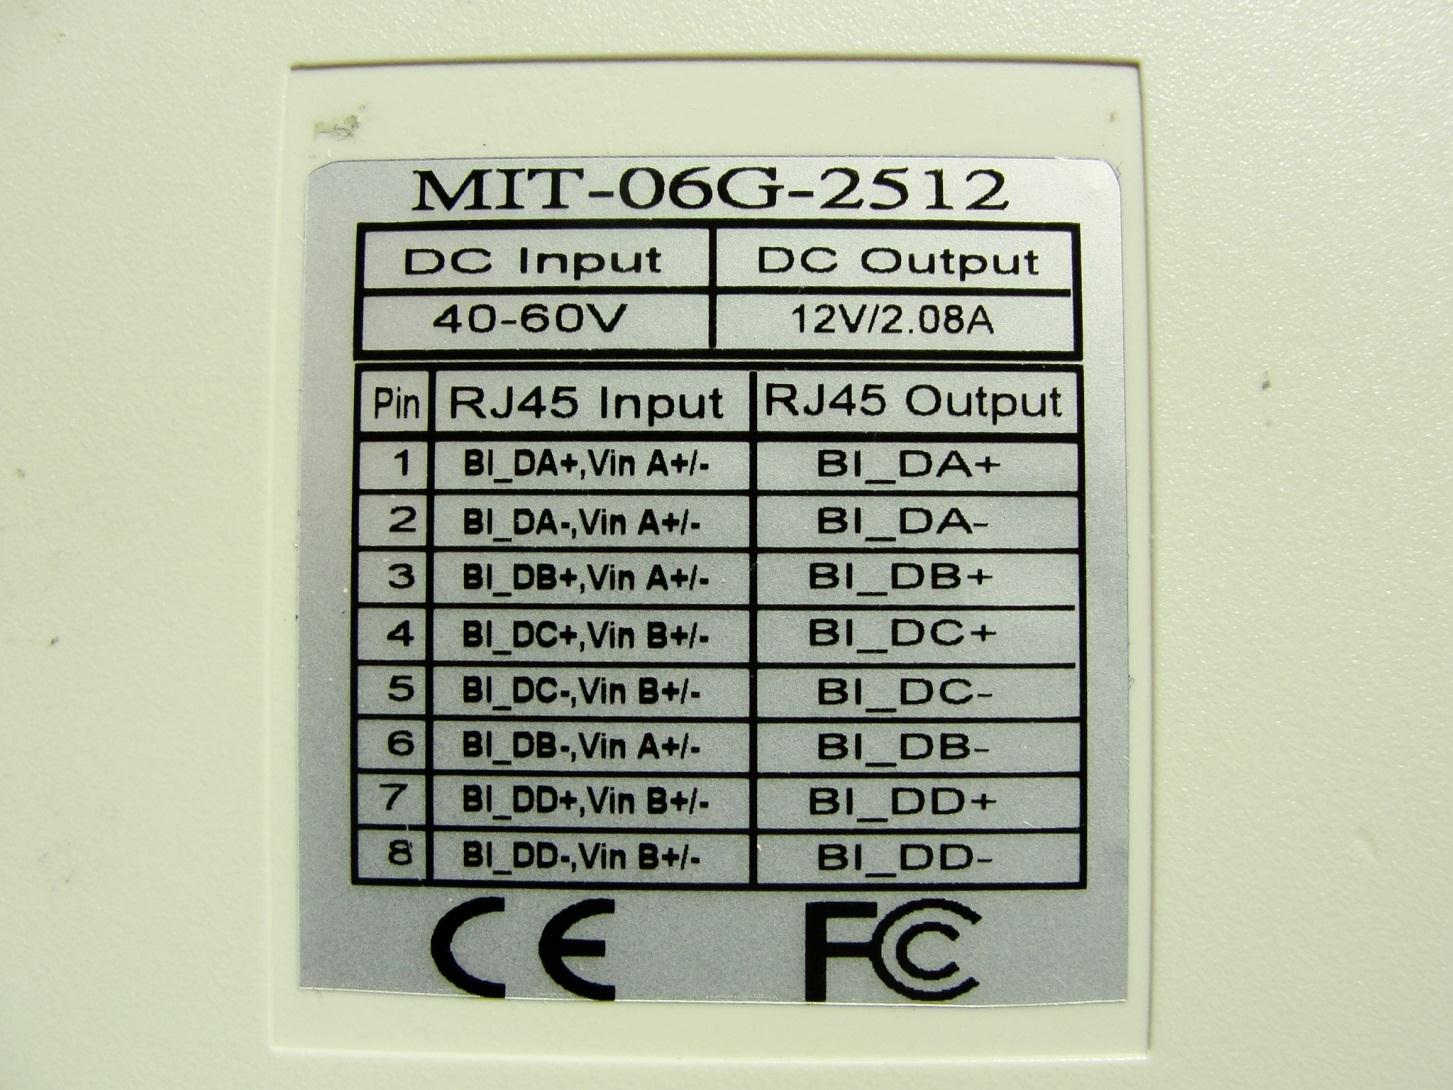 MIT-06G-2512
DC Input DC Output
40-60V 12V/2.08A
Pin RJ45 Input RJ45 Output
1 BI_DA+,Vin A+/- BI_DA+
2 BI_DA-,Vin A+/- BI_DA-
3 BI_DB+,Vin A+/- BI_DB+
4 BI_DC+,Vin B+/- BI_DC+
5 BI_DC-,Vin B+/- BI_DC-
6 BI_DB-,Vin A+/- BI_DB-
7 BI_DD+,Vin B+/- BI_DD+
8 BI_DD-,Vin B+/- BI_DD-
CE FCC